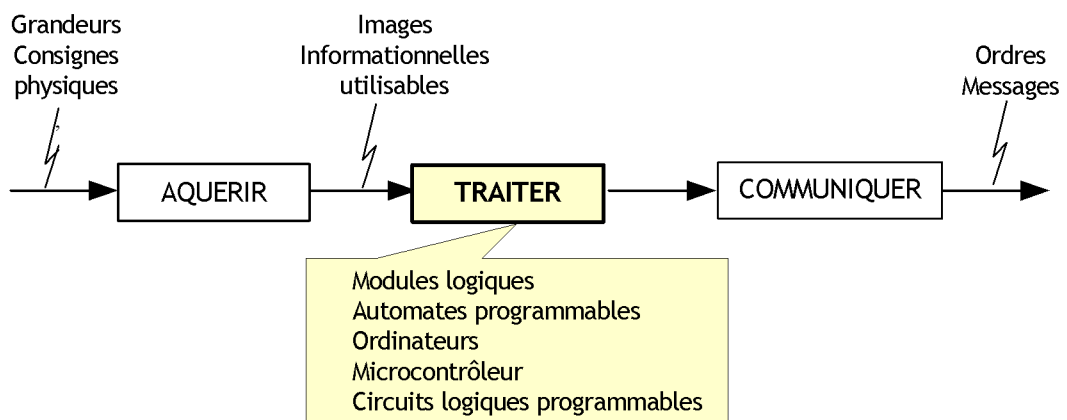 Grandeurs
Consignes
physiques
Images
Informationnelles
utilisables
Ordres
Messages
AQUERIR
TRAITER
COMMUNIQUER
Modules logiques
Automates programmables
Ordinateurs
Microcontrôleur
Circuits logiques programmables